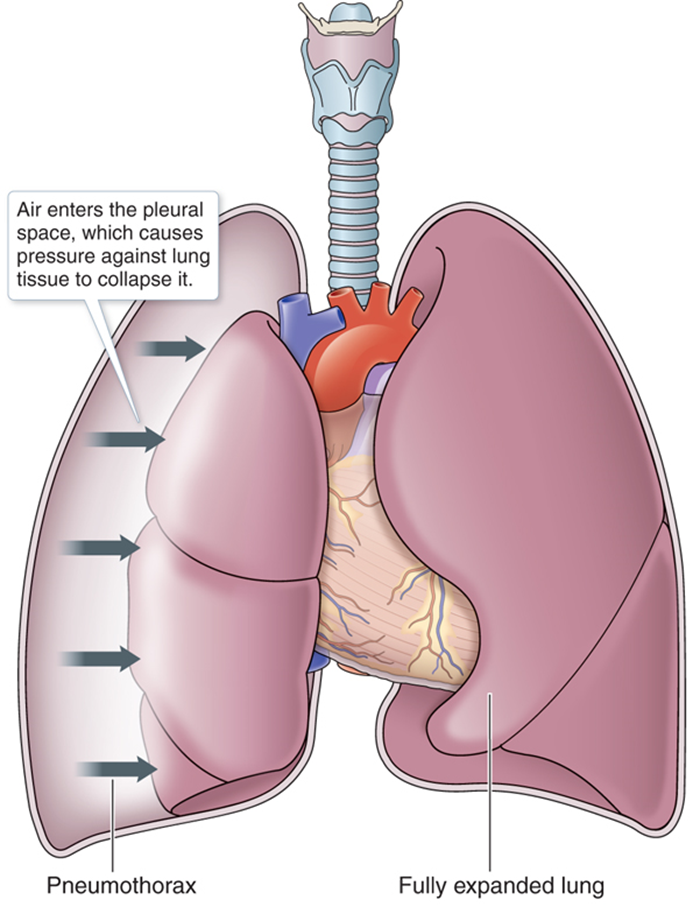 Air enters the pleural
space, which causes
pressure against lung
tissue to collapse it.
Pneumothorax
Fully expanded lung